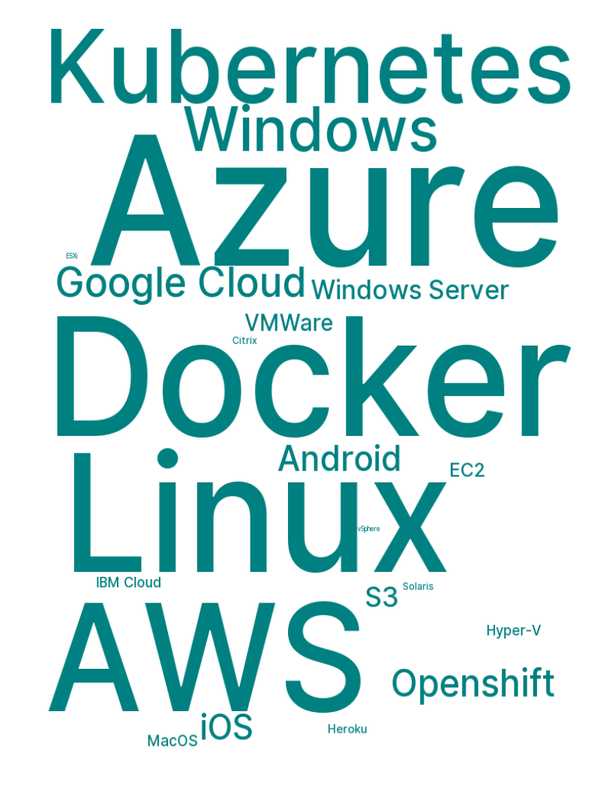 Kubernetes
Windows
Azure
ESXi
Google Cloud
Windows Server
VMWare
Citrix
Docker
Android
EC2
Linux
vSphere
IBM Cloud
S3
Solaris
AWS
Hyper-V
Openshift
iOS
Heroku
MacOS